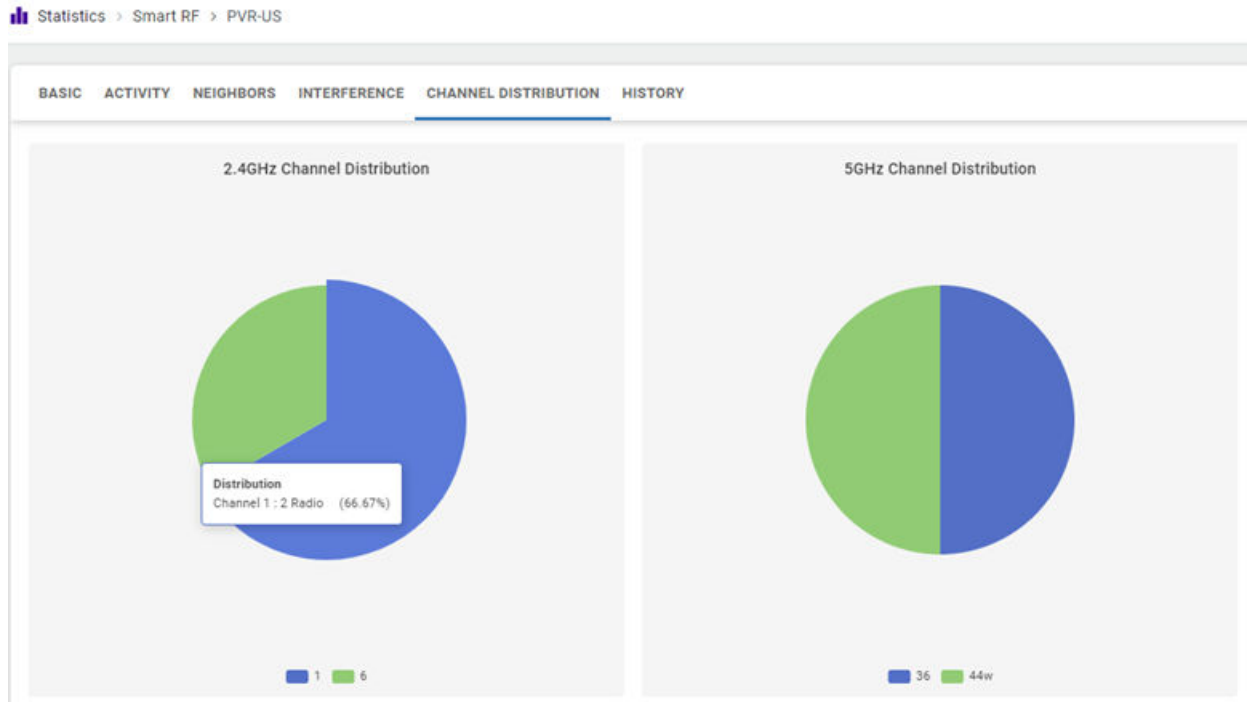 Statistics > Smart RF > PVR-US
BASIC ACTIVITY NEIGHBORS INTERFERENCE CHANNEL DISTRIBUTION HISTORY
2.4GHz Channel Distribution
Distribution
Channel 1 : 2 Radio (66.67%)
1 6
5GHz Channel Distribution
36 44w